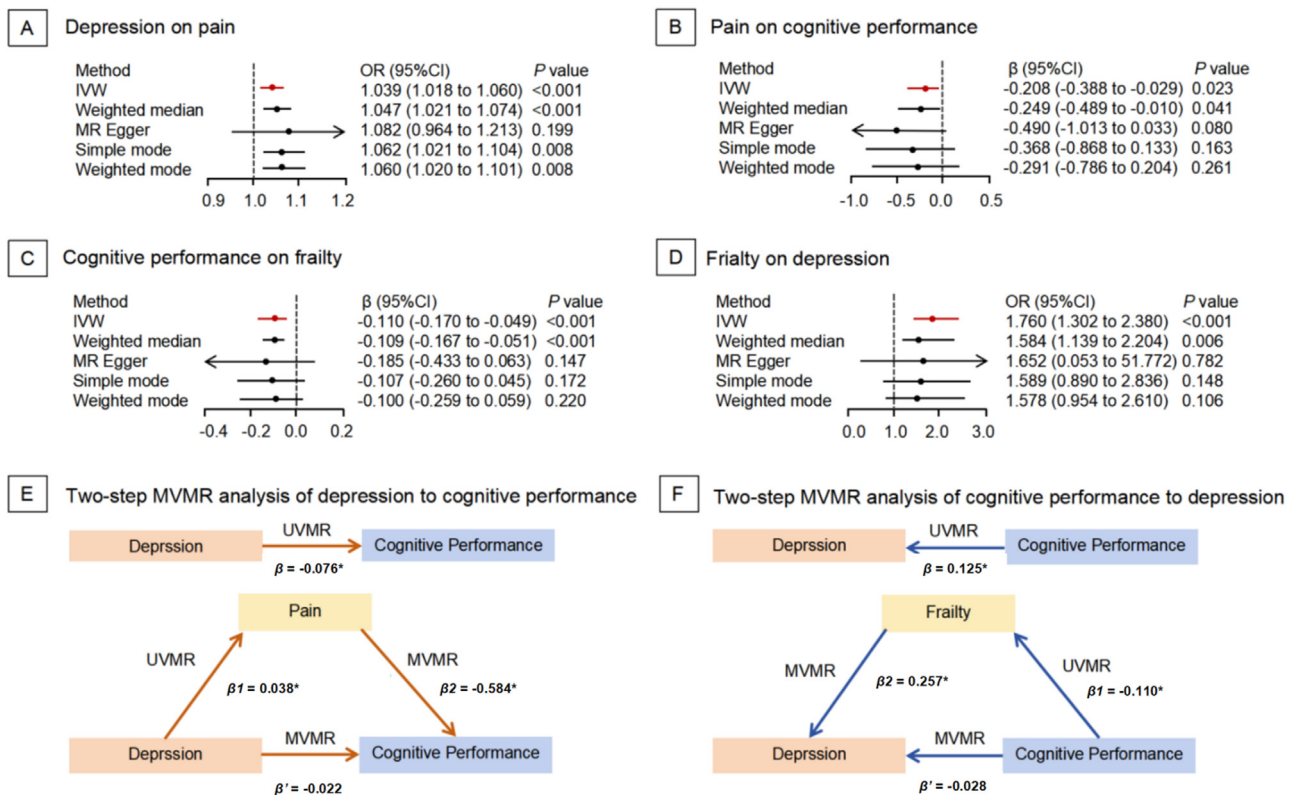 A Depression on pain
Method OR (95%CI) P value
IVW 1.039 (1.018 to 1.060) <0.001
Weighted median 1.047 (1.021 to 1.074) <0.001
MR Egger 1.082 (0.964 to 1.213) 0.199
Simple mode 1.062 (1.021 to 1.104) 0.008
Weighted mode 1.060 (1.020 to 1.101) 0.008
0.9 1.0 1.1 1.2
B Pain on cognitive performance
Method β (95%CI) P value
IVW -0.208 (-0.388 to -0.029) 0.023
Weighted median -0.249 (-0.489 to -0.010) 0.041
MR Egger -0.490 (-1.013 to 0.033) 0.080
Simple mode -0.368 (-0.868 to 0.133) 0.163
Weighted mode -0.291 (-0.786 to 0.204) 0.261
-1.0 -0.5 0.0 0.5
C Cognitive performance on frailty
Method β (95%CI) P value
IVW -0.110 (-0.170 to -0.049) <0.001
Weighted median -0.109 (-0.167 to -0.051) <0.001
MR Egger -0.185 (-0.433 to 0.063) 0.147
Simple mode -0.107 (-0.260 to 0.045) 0.172
Weighted mode -0.100 (-0.259 to 0.059) 0.220
-0.4 -0.2 0.0 0.2
D Frialty on depression
Method OR (95%CI) P value
IVW 1.760 (1.302 to 2.380) <0.001
Weighted median 1.584 (1.139 to 2.204) 0.006
MR Egger 1.652 (0.053 to 51.772) 0.782
Simple mode 1.589 (0.890 to 2.836) 0.148
Weighted mode 1.578 (0.954 to 2.610) 0.106
0.0 1.0 2.0 3.0
E Two-step MVMR analysis of depression to cognitive performance
UVMR
Deprssion Cognitive Performance
β = -0.076*
Pain
UVMR MVMR
β1 = 0.038* β2 = -0.584*
MVMR
Deprssion Cognitive Performance
β' = -0.022
F Two-step MVMR analysis of cognitive performance to depression
UVMR
Deprssion Cognitive Performance
β = 0.125*
Frailty
MVMR UVMR
β2 = 0.257* β1 = -0.110*
MVMR
Deprssion Cognitive Performance
β' = -0.028